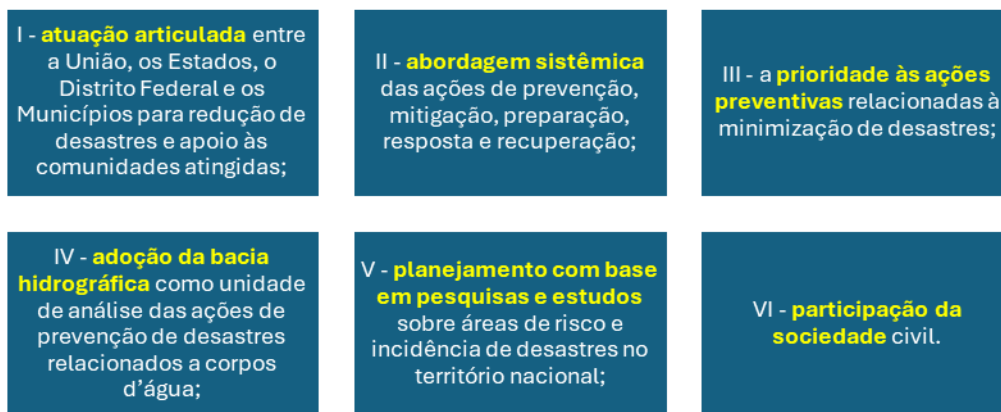 I - atuação articulada entre
a União, os Estados, o
Distrito Federal e os
Municípios para redução de
desastres e apoio às
comunidades atingidas;
II - abordagem sistêmica
das ações de prevenção,
mitigação, preparação,
resposta e recuperação;
III - a prioridade às ações
preventivas relacionadas à
minimização de desastres;
IV - adoção da bacia
hidrográfica como unidade
de análise das ações de
prevenção de desastres
relacionados a corpos
d’água;
V - planejamento com base
em pesquisas e estudos
sobre áreas de risco e
incidência de desastres no
território nacional;
VI - participação da
sociedade civil.